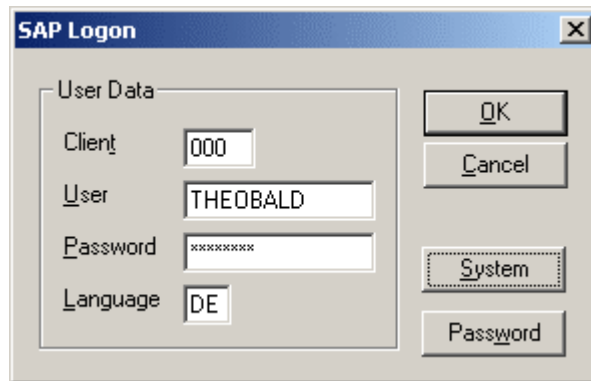 SAP Logon
User Data
Client 000
User THEOBALD
Password ********
Language DE
OK
Cancel
System
Password